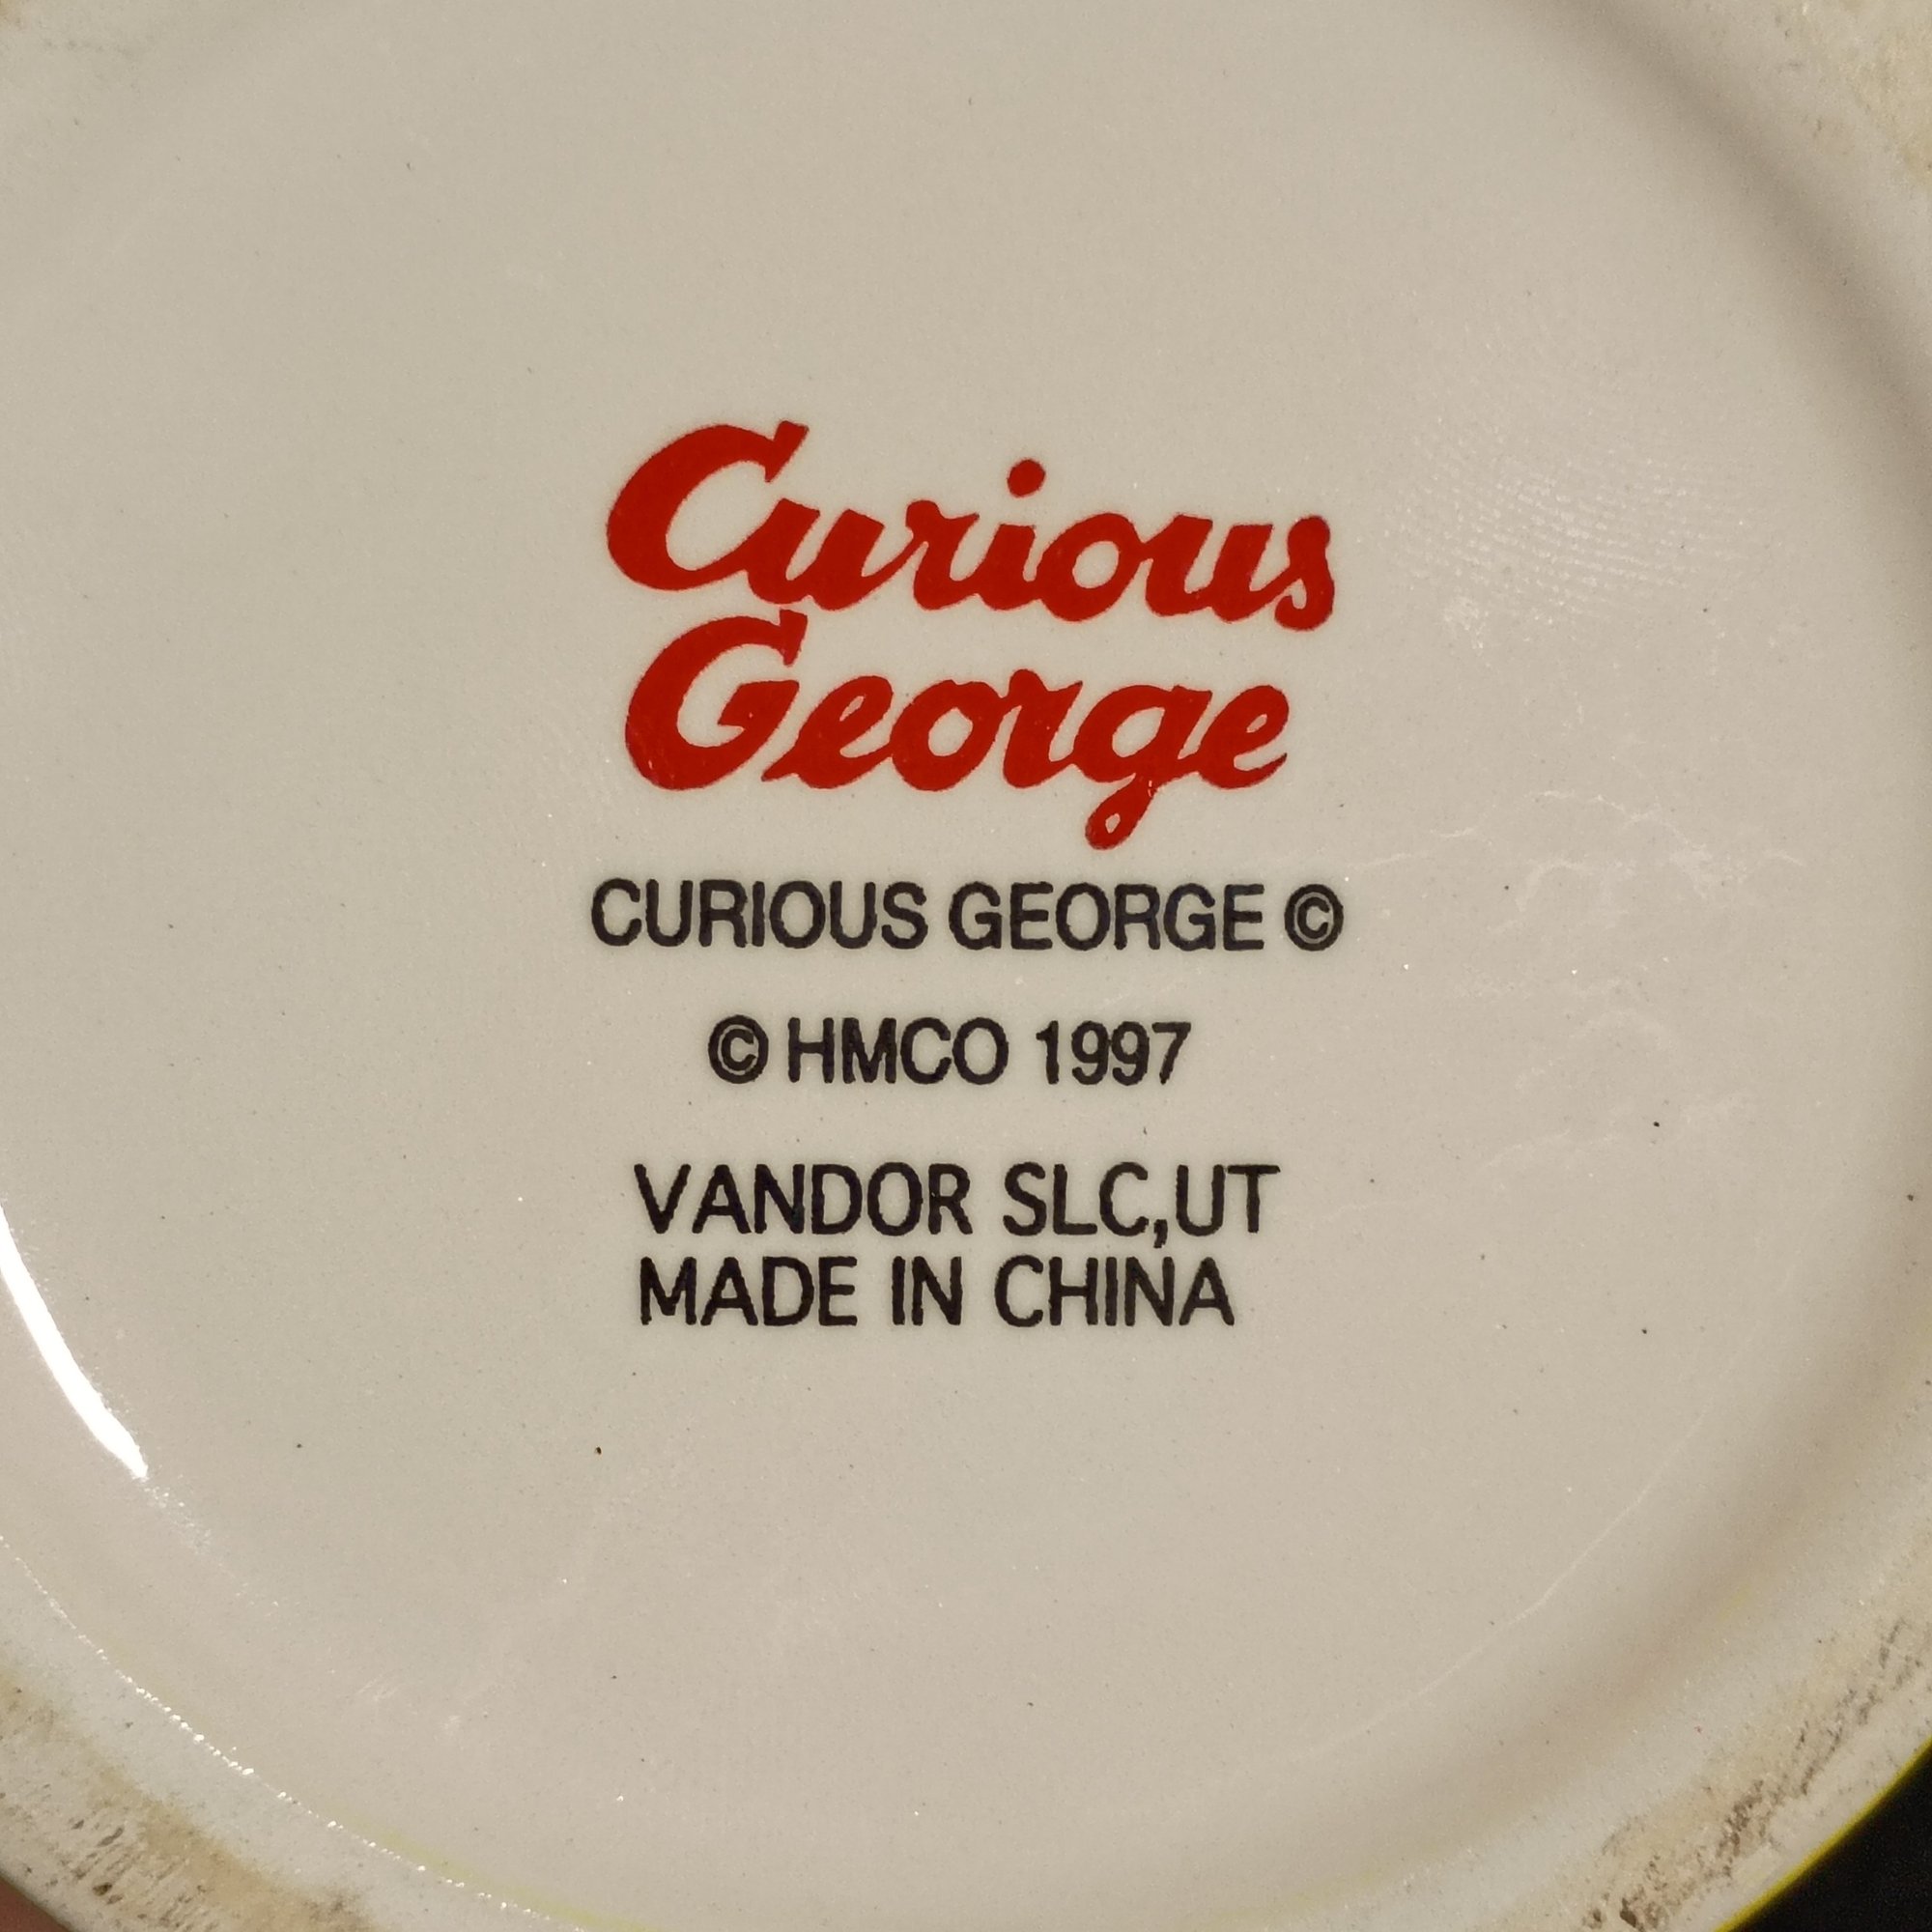 Curious
George
CURIOUS GEORGE ©
© HMCO 1997
VANDOR SLC,UT
MADE IN CHINA